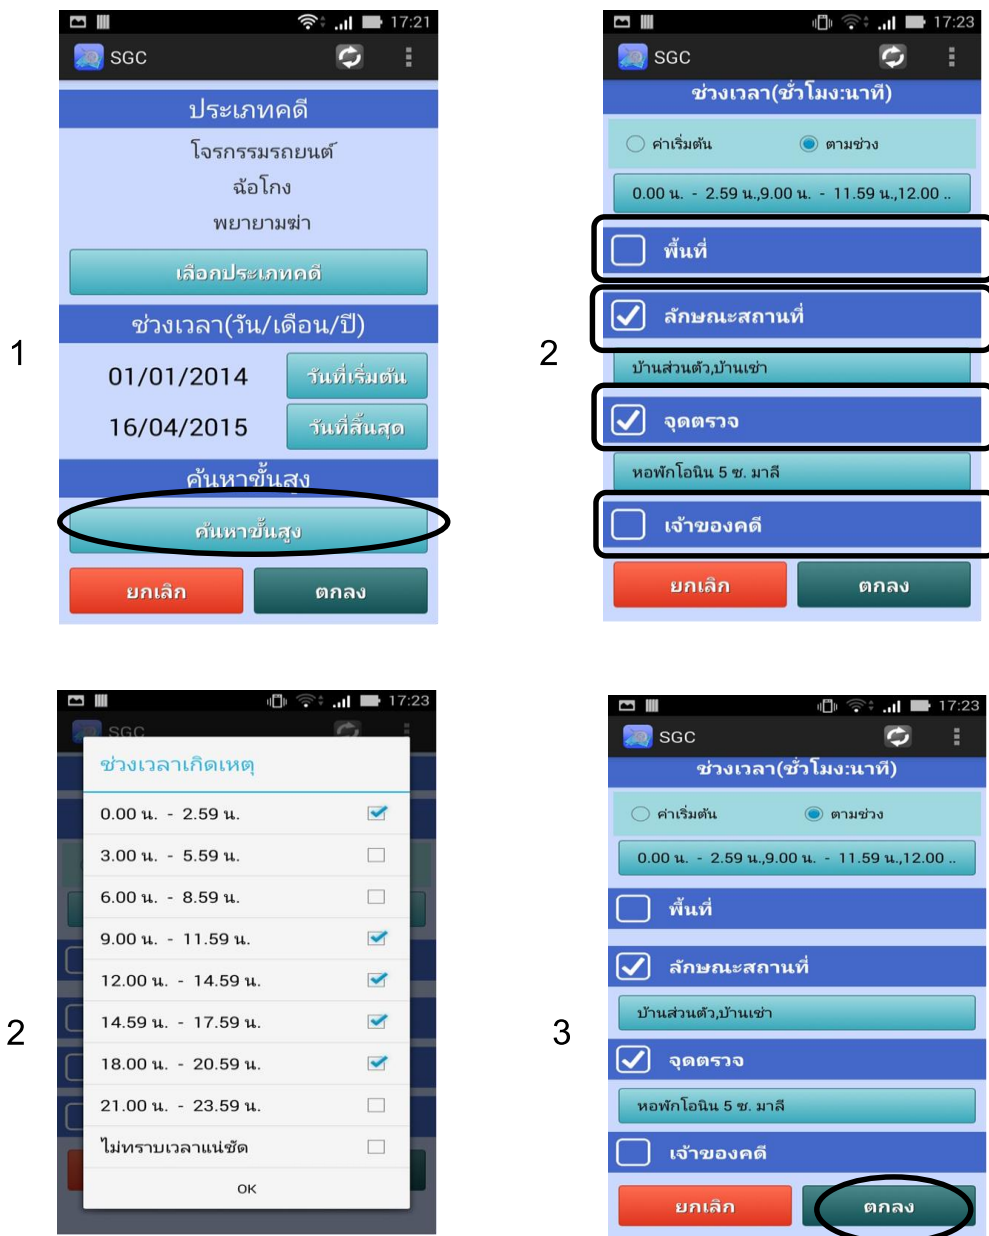 17:21
SGC
ประเภทคดี
โจรกรรมรถยนต์
ฉ้อโกง
พยายามฆ่า
เลือกประเภทคดี
ช่วงเวลา(วัน/เดือน/ปี)
01/01/2014 วันที่เริ่มต้น
16/04/2015 วันที่สิ้นสุด
ค้นหาขั้นสูง
ค้นหาขั้นสูง
ยกเลิก ตกลง
1
17:23
SGC
ช่วงเวลา(ชั่วโมง:นาที)
ค่าเริ่มต้น ตามช่วง
0.00 น. - 2.59 น.,9.00 น. - 11.59 น.,12.00 ..
พื้นที่
ลักษณะสถานที่
บ้านส่วนตัว,บ้านเช่า
จุดตรวจ
หอพักโอนิน 5 ซ. มาลี
เจ้าของคดี
ยกเลิก ตกลง
2
17:23
SGC
ช่วงเวลาเกิดเหตุ
0.00 น. - 2.59 น.
3.00 น. - 5.59 น.
6.00 น. - 8.59 น.
9.00 น. - 11.59 น.
12.00 น. - 14.59 น.
14.59 น. - 17.59 น.
18.00 น. - 20.59 น.
21.00 น. - 23.59 น.
ไม่ทราบเวลาแน่ชัด
OK
2
17:23
SGC
ช่วงเวลา(ชั่วโมง:นาที)
ค่าเริ่มต้น ตามช่วง
0.00 น. - 2.59 น.,9.00 น. - 11.59 น.,12.00 ..
พื้นที่
ลักษณะสถานที่
บ้านส่วนตัว,บ้านเช่า
จุดตรวจ
หอพักโอนิน 5 ซ. มาลี
เจ้าของคดี
ยกเลิก ตกลง
3